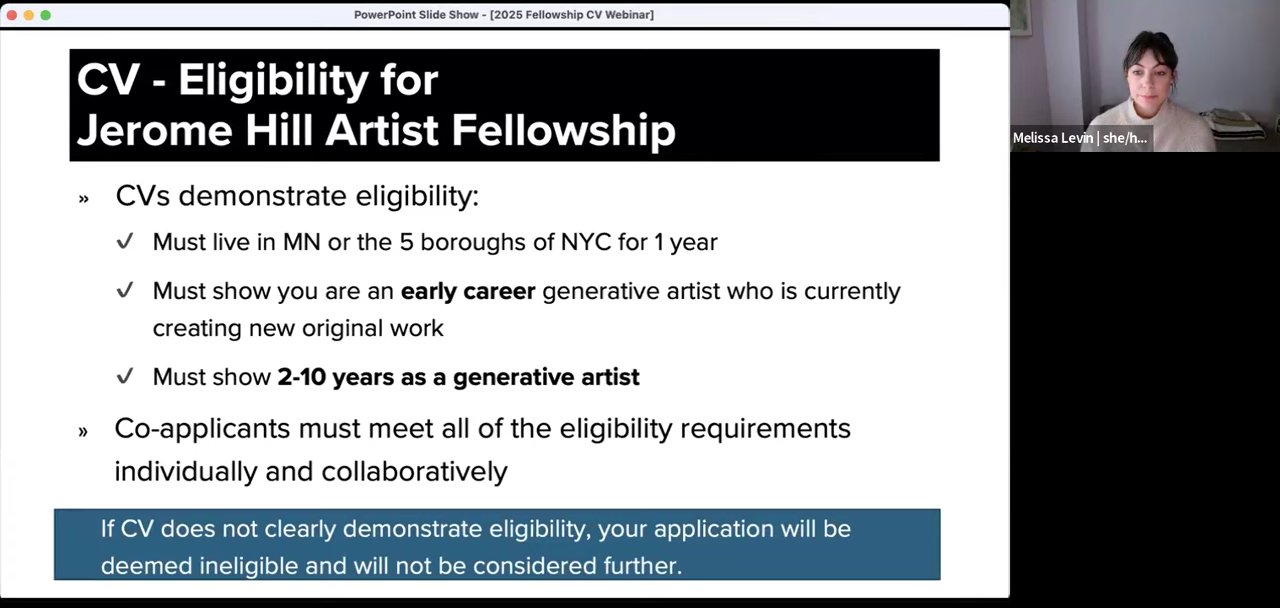 PowerPoint Slide Show - [2025 Fellowship CV Webinar]
CV - Eligibility for
Jerome Hill Artist Fellowship
» CVs demonstrate eligibility:
✓ Must live in MN or the 5 boroughs of NYC for 1 year
✓ Must show you are an early career generative artist who is currently
creating new original work
✓ Must show 2-10 years as a generative artist
» Co-applicants must meet all of the eligibility requirements
individually and collaboratively
If CV does not clearly demonstrate eligibility, your application will be
deemed ineligible and will not be considered further.
Melissa Levin | she/h...